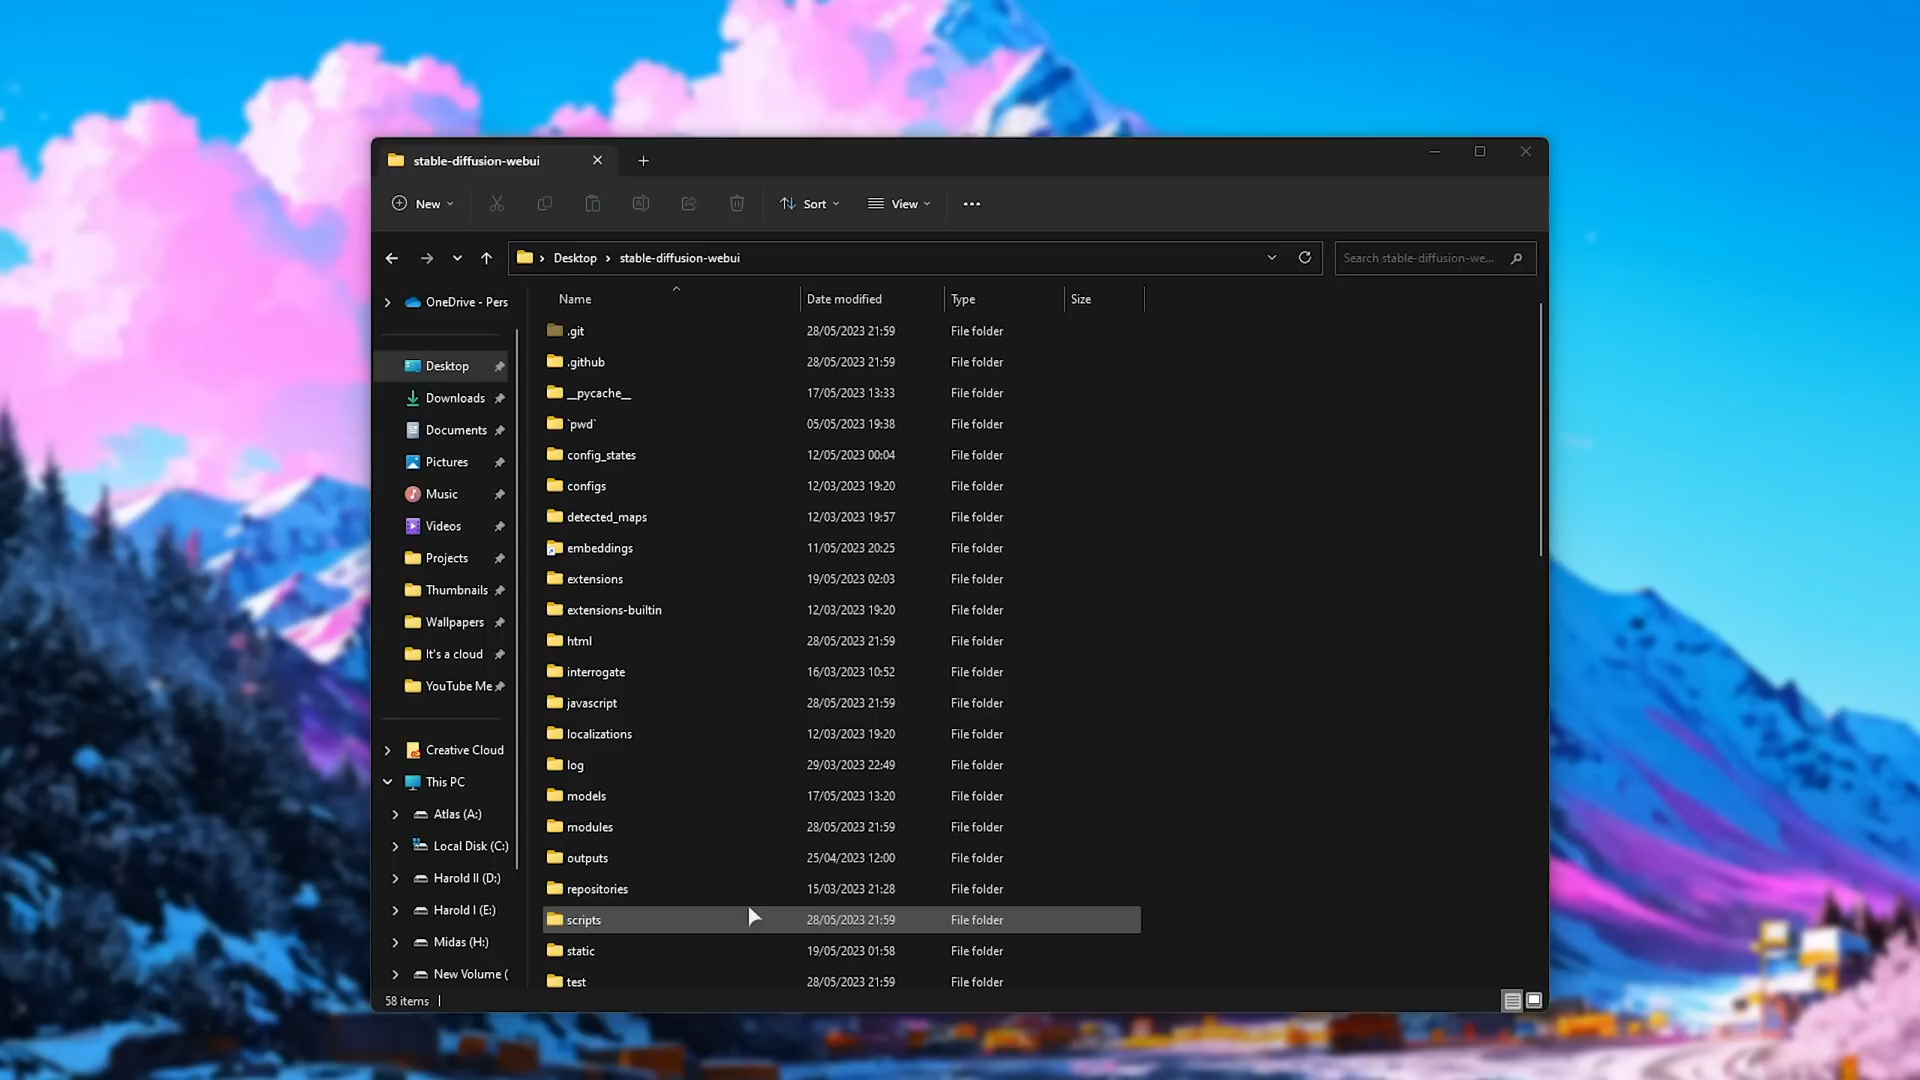 stable-diffusion-webui
New
Sort
View
Desktop
stable-diffusion-webui
Search stable-diffusion-we...
OneDrive - Pers
Desktop
Downloads
Documents
Pictures
Music
Videos
Projects
Thumbnails
Wallpapers
It's a cloud
YouTube Me
Creative Cloud
This PC
Atlas (A:)
Local Disk (C:)
Harold II (D:)
Harold I (E:)
Midas (H:)
New Volume (
Name Date modified Type Size
.git 28/05/2023 21:59 File folder
.github 28/05/2023 21:59 File folder
__pycache__ 17/05/2023 13:33 File folder
`pwd` 05/05/2023 19:38 File folder
config_states 12/05/2023 00:04 File folder
configs 12/03/2023 19:20 File folder
detected_maps 12/03/2023 19:57 File folder
embeddings 11/05/2023 20:25 File folder
extensions 19/05/2023 02:03 File folder
extensions-builtin 12/03/2023 19:20 File folder
html 28/05/2023 21:59 File folder
interrogate 16/03/2023 10:52 File folder
javascript 28/05/2023 21:59 File folder
localizations 12/03/2023 19:20 File folder
log 29/03/2023 22:49 File folder
models 17/05/2023 13:20 File folder
modules 28/05/2023 21:59 File folder
outputs 25/04/2023 12:00 File folder
repositories 15/03/2023 21:28 File folder
scripts 28/05/2023 21:59 File folder
static 19/05/2023 01:58 File folder
test 28/05/2023 21:59 File folder
58 items